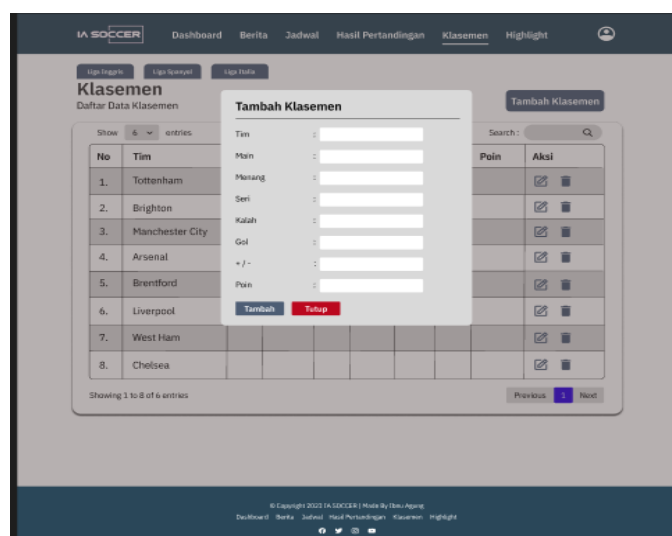 IA SOCCER Dashboard Berita Jadwal Hasil Pertandingan Klasemen Highlight
Liga Inggris Liga Spanyol Liga Italia
Klasemen
Daftar Data Klasemen
Tambah Klasemen
Show 6 entries
Search :
No Tim Poin Aksi
1. Tottenham
2. Brighton
3. Manchester City
4. Arsenal
5. Brentford
6. Liverpool
7. West Ham
8. Chelsea
Tambah Klasemen
Tim :
Main :
Menang :
Seri :
Kalah :
Gol :
+ / - :
Poin :
Tambah Tutup
Showing 1 to 8 of 6 entries
Previous 1 Next
© Copyright 2023 IA SOCCER | Made By Ibnu Agung
Dashboard Berita Jadwal Hasil Pertandingan Klasemen Highlight